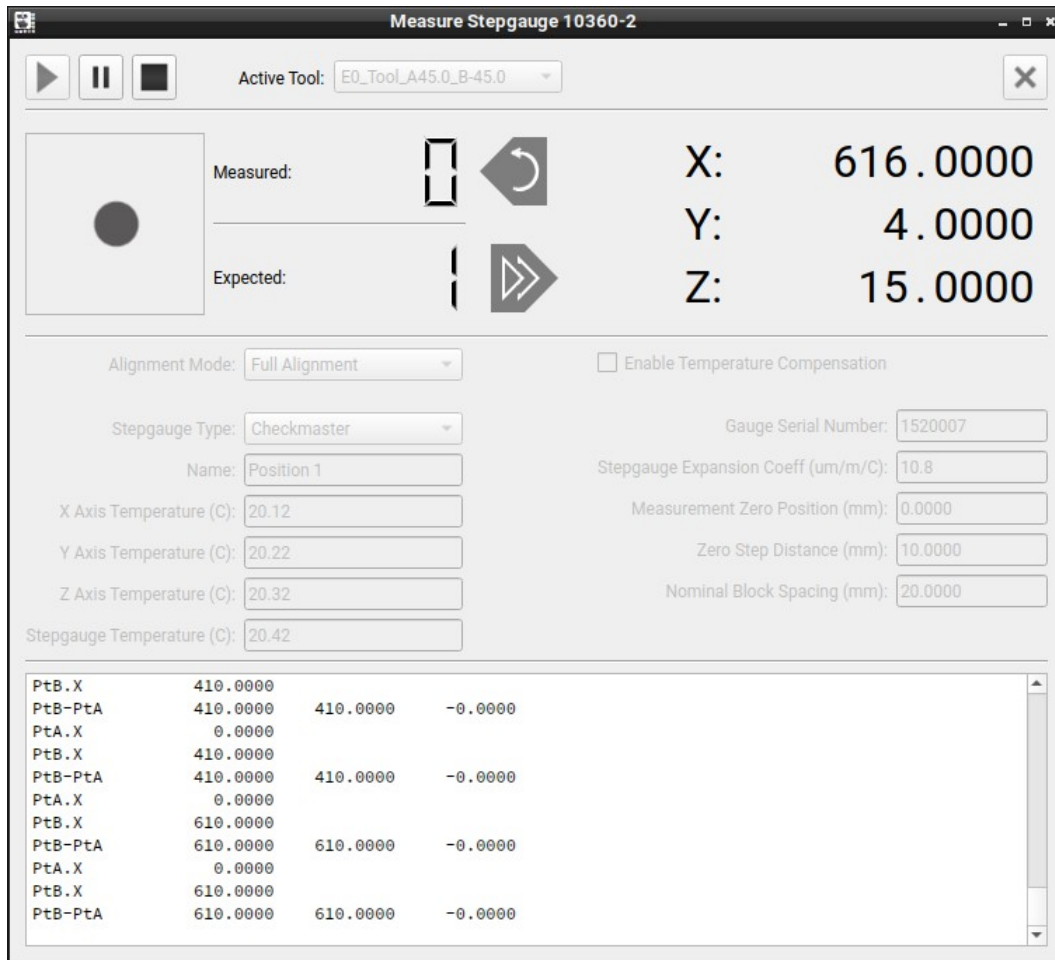 Measure Stepgauge 10360-2
Active Tool: E0_Tool_A45.0_B-45.0
Measured: 0
X: 616.0000
Y: 4.0000
Expected: 1
Z: 15.0000
Alignment Mode: Full Alignment
Enable Temperature Compensation
Stepgauge Type: Checkmaster
Gauge Serial Number: 1520007
Name: Position 1
Stepgauge Expansion Coeff (um/m/C): 10.8
X Axis Temperature (C): 20.12
Measurement Zero Position (mm): 0.0000
Y Axis Temperature (C): 20.22
Zero Step Distance (mm): 10.0000
Z Axis Temperature (C): 20.32
Nominal Block Spacing (mm): 20.0000
Stepgauge Temperature (C): 20.42
PtB.X 410.0000
PtB-PtA 410.0000 410.0000 -0.0000
PtA.X 0.0000
PtB.X 410.0000
PtB-PtA 410.0000 410.0000 -0.0000
PtA.X 0.0000
PtB.X 610.0000
PtB-PtA 610.0000 610.0000 -0.0000
PtA.X 0.0000
PtB.X 610.0000
PtB-PtA 610.0000 610.0000 -0.0000